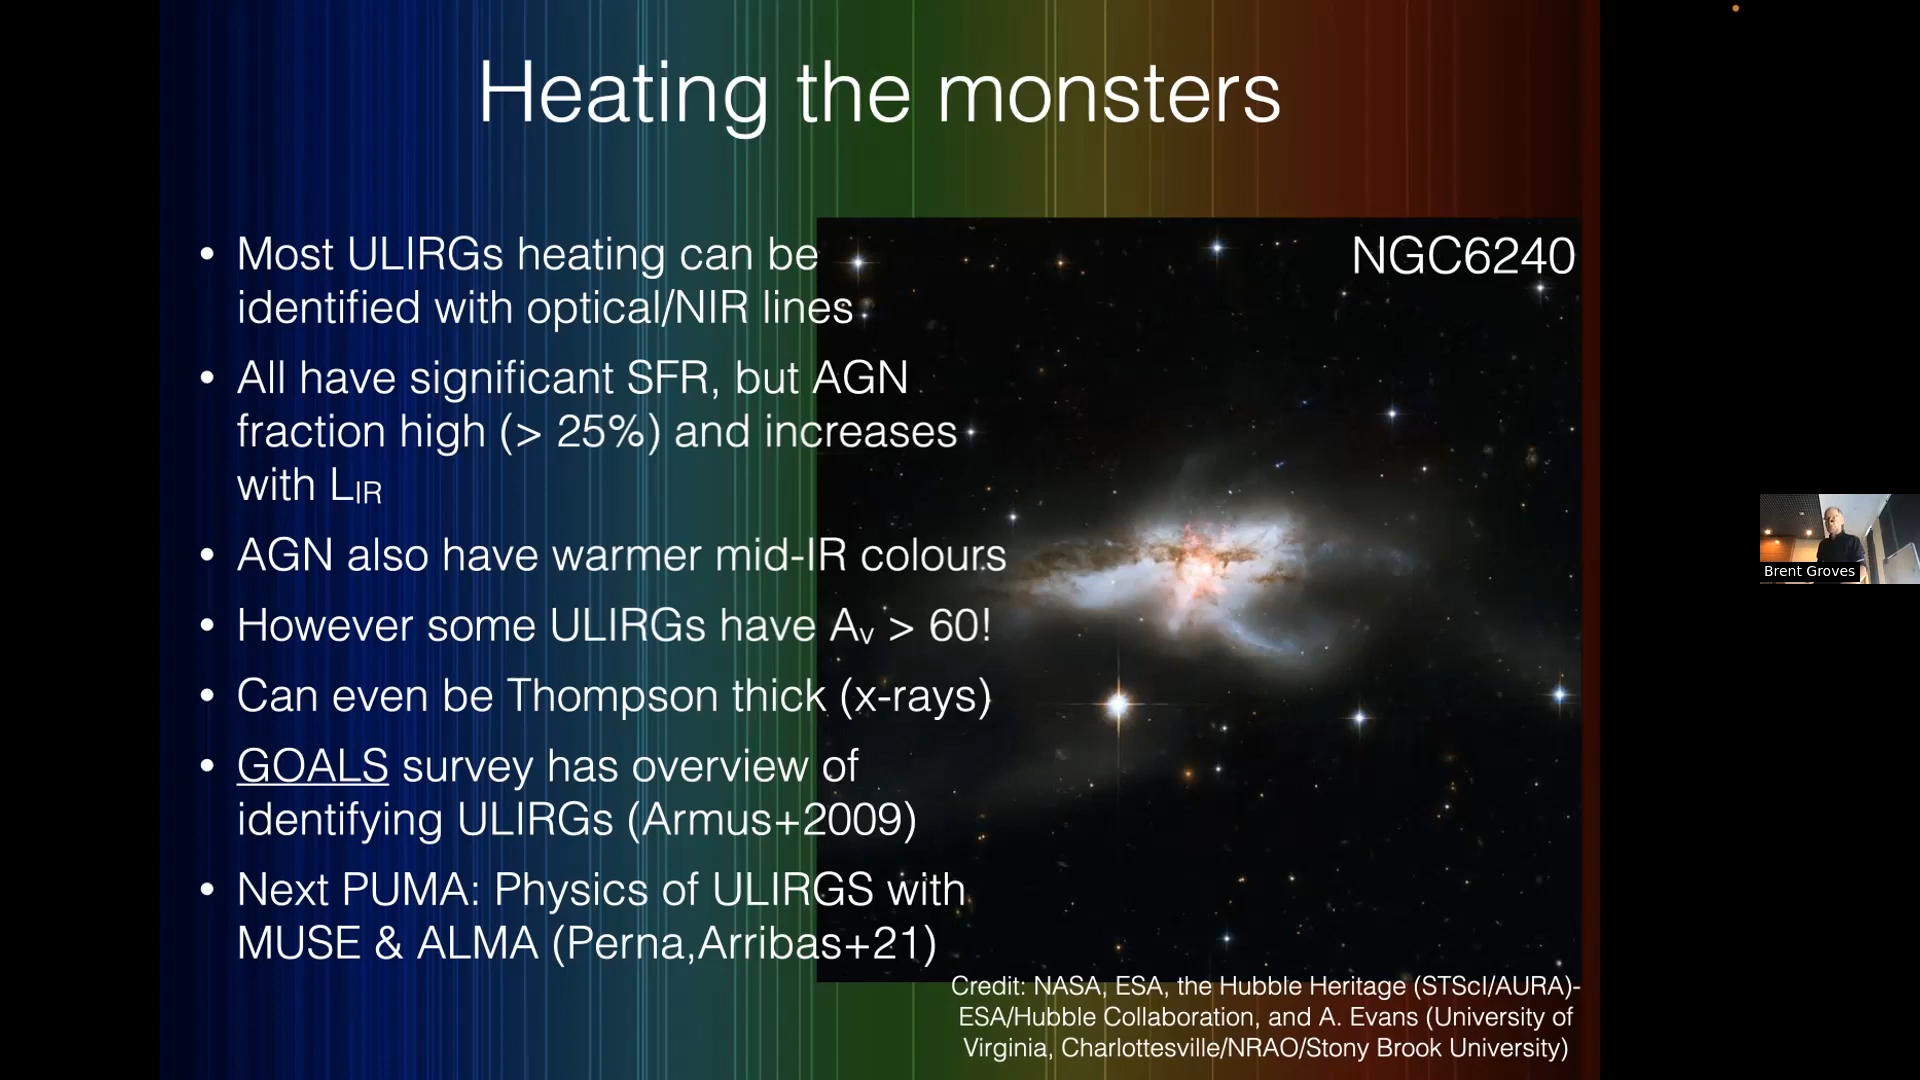 Heating the monsters
NGC6240
• Most ULIRGs heating can be
identified with optical/NIR lines
• All have significant SFR, but AGN
fraction high (> 25%) and increases
with LIR
• AGN also have warmer mid-IR colours
• However some ULIRGs have Av > 60!
• Can even be Thompson thick (x-rays)
• GOALS survey has overview of
identifying ULIRGs (Armus+2009)
• Next PUMA: Physics of ULIRGS with
MUSE & ALMA (Perna,Arribas+21)
Credit: NASA, ESA, the Hubble Heritage (STScI/AURA)-
ESA/Hubble Collaboration, and A. Evans (University of
Virginia, Charlottesville/NRAO/Stony Brook University)
Brent Groves